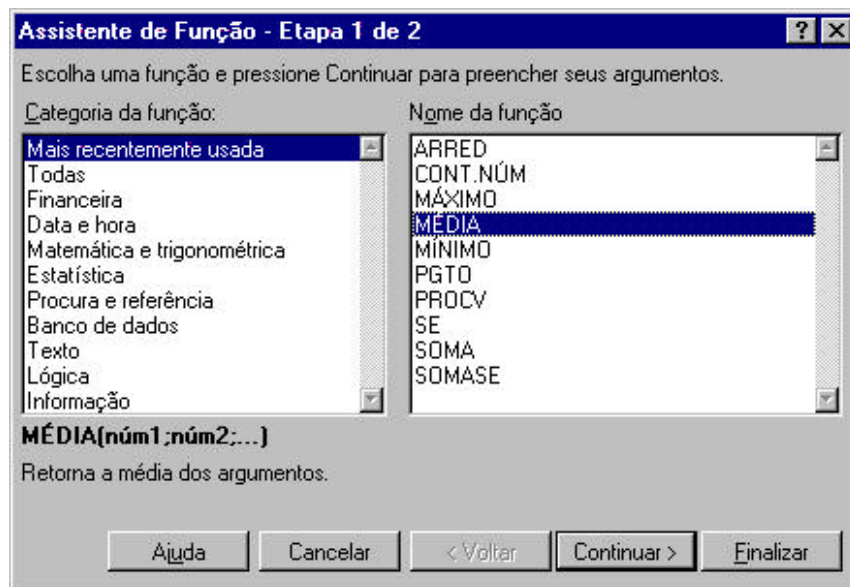 Assistente de Função - Etapa 1 de 2
Escolha uma função e pressione Continuar para preencher seus argumentos.
Categoria da função:
Mais recentemente usada
Todas
Financeira
Data e hora
Matemática e trigonométrica
Estatística
Procura e referência
Banco de dados
Texto
Lógica
Informação
Nome da função
ARRED
CONT.NÚM
MÁXIMO
MÉDIA
MÍNIMO
PGTO
PROCV
SE
SOMA
SOMASE
MÉDIA(núm1;núm2;...)
Retorna a média dos argumentos.
Ajuda
Cancelar
< Voltar
Continuar >
Finalizar